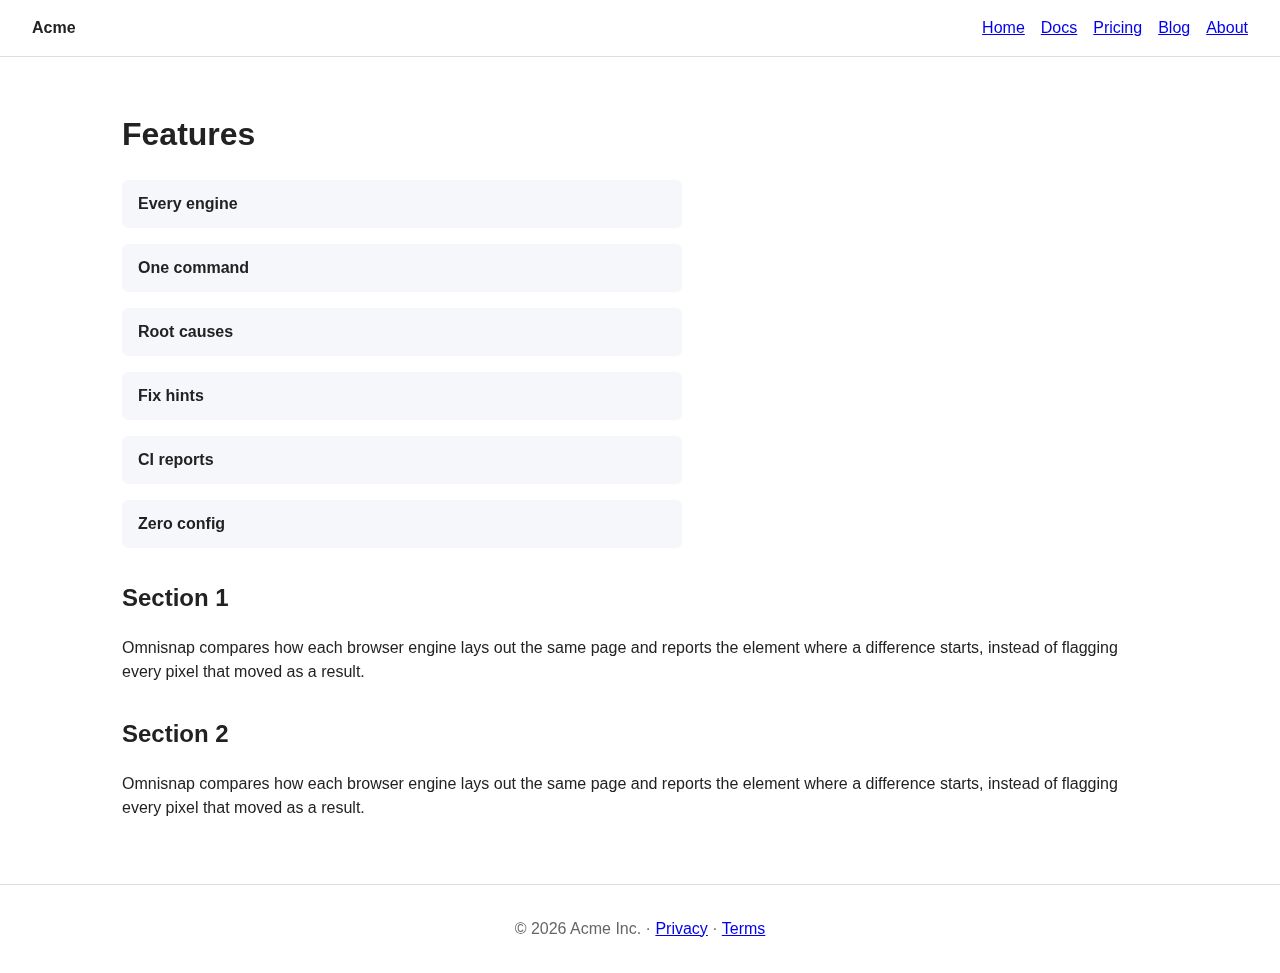 Acme
Home Docs Pricing Blog About
Features
Every engine
One command
Root causes
Fix hints
CI reports
Zero config
Section 1
Omnisnap compares how each browser engine lays out the same page and reports the element where a difference starts, instead of flagging
every pixel that moved as a result.
Section 2
Omnisnap compares how each browser engine lays out the same page and reports the element where a difference starts, instead of flagging
every pixel that moved as a result.
© 2026 Acme Inc. · Privacy · Terms